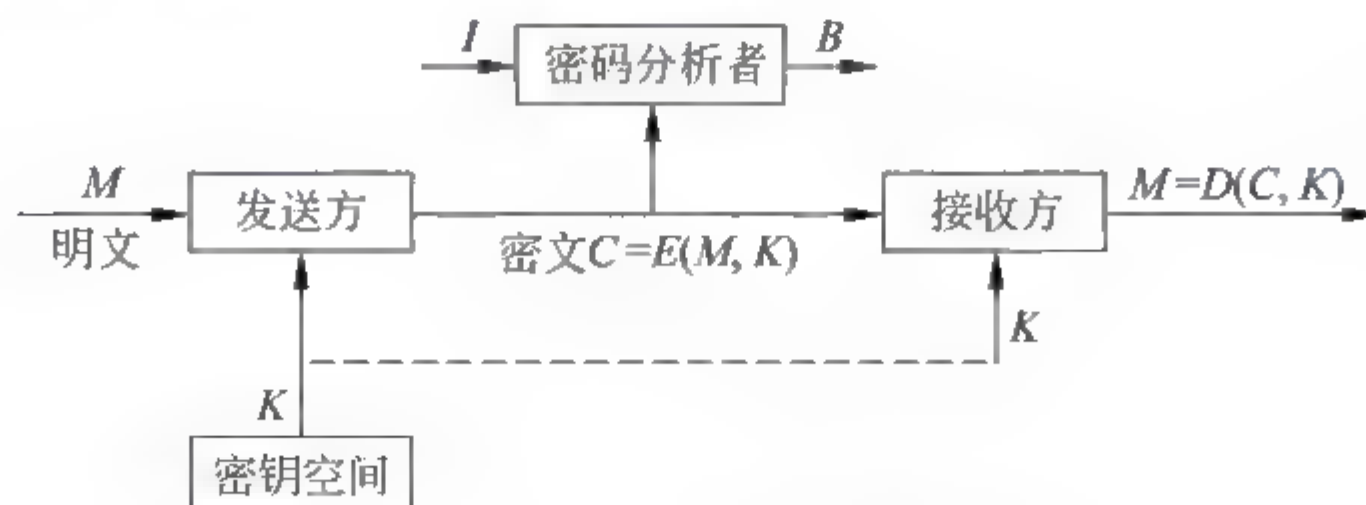 I
密码分析者
B
M
明文
发送方
密文C=E(M, K)
接收方
M=D(C, K)
K
K
密钥空间